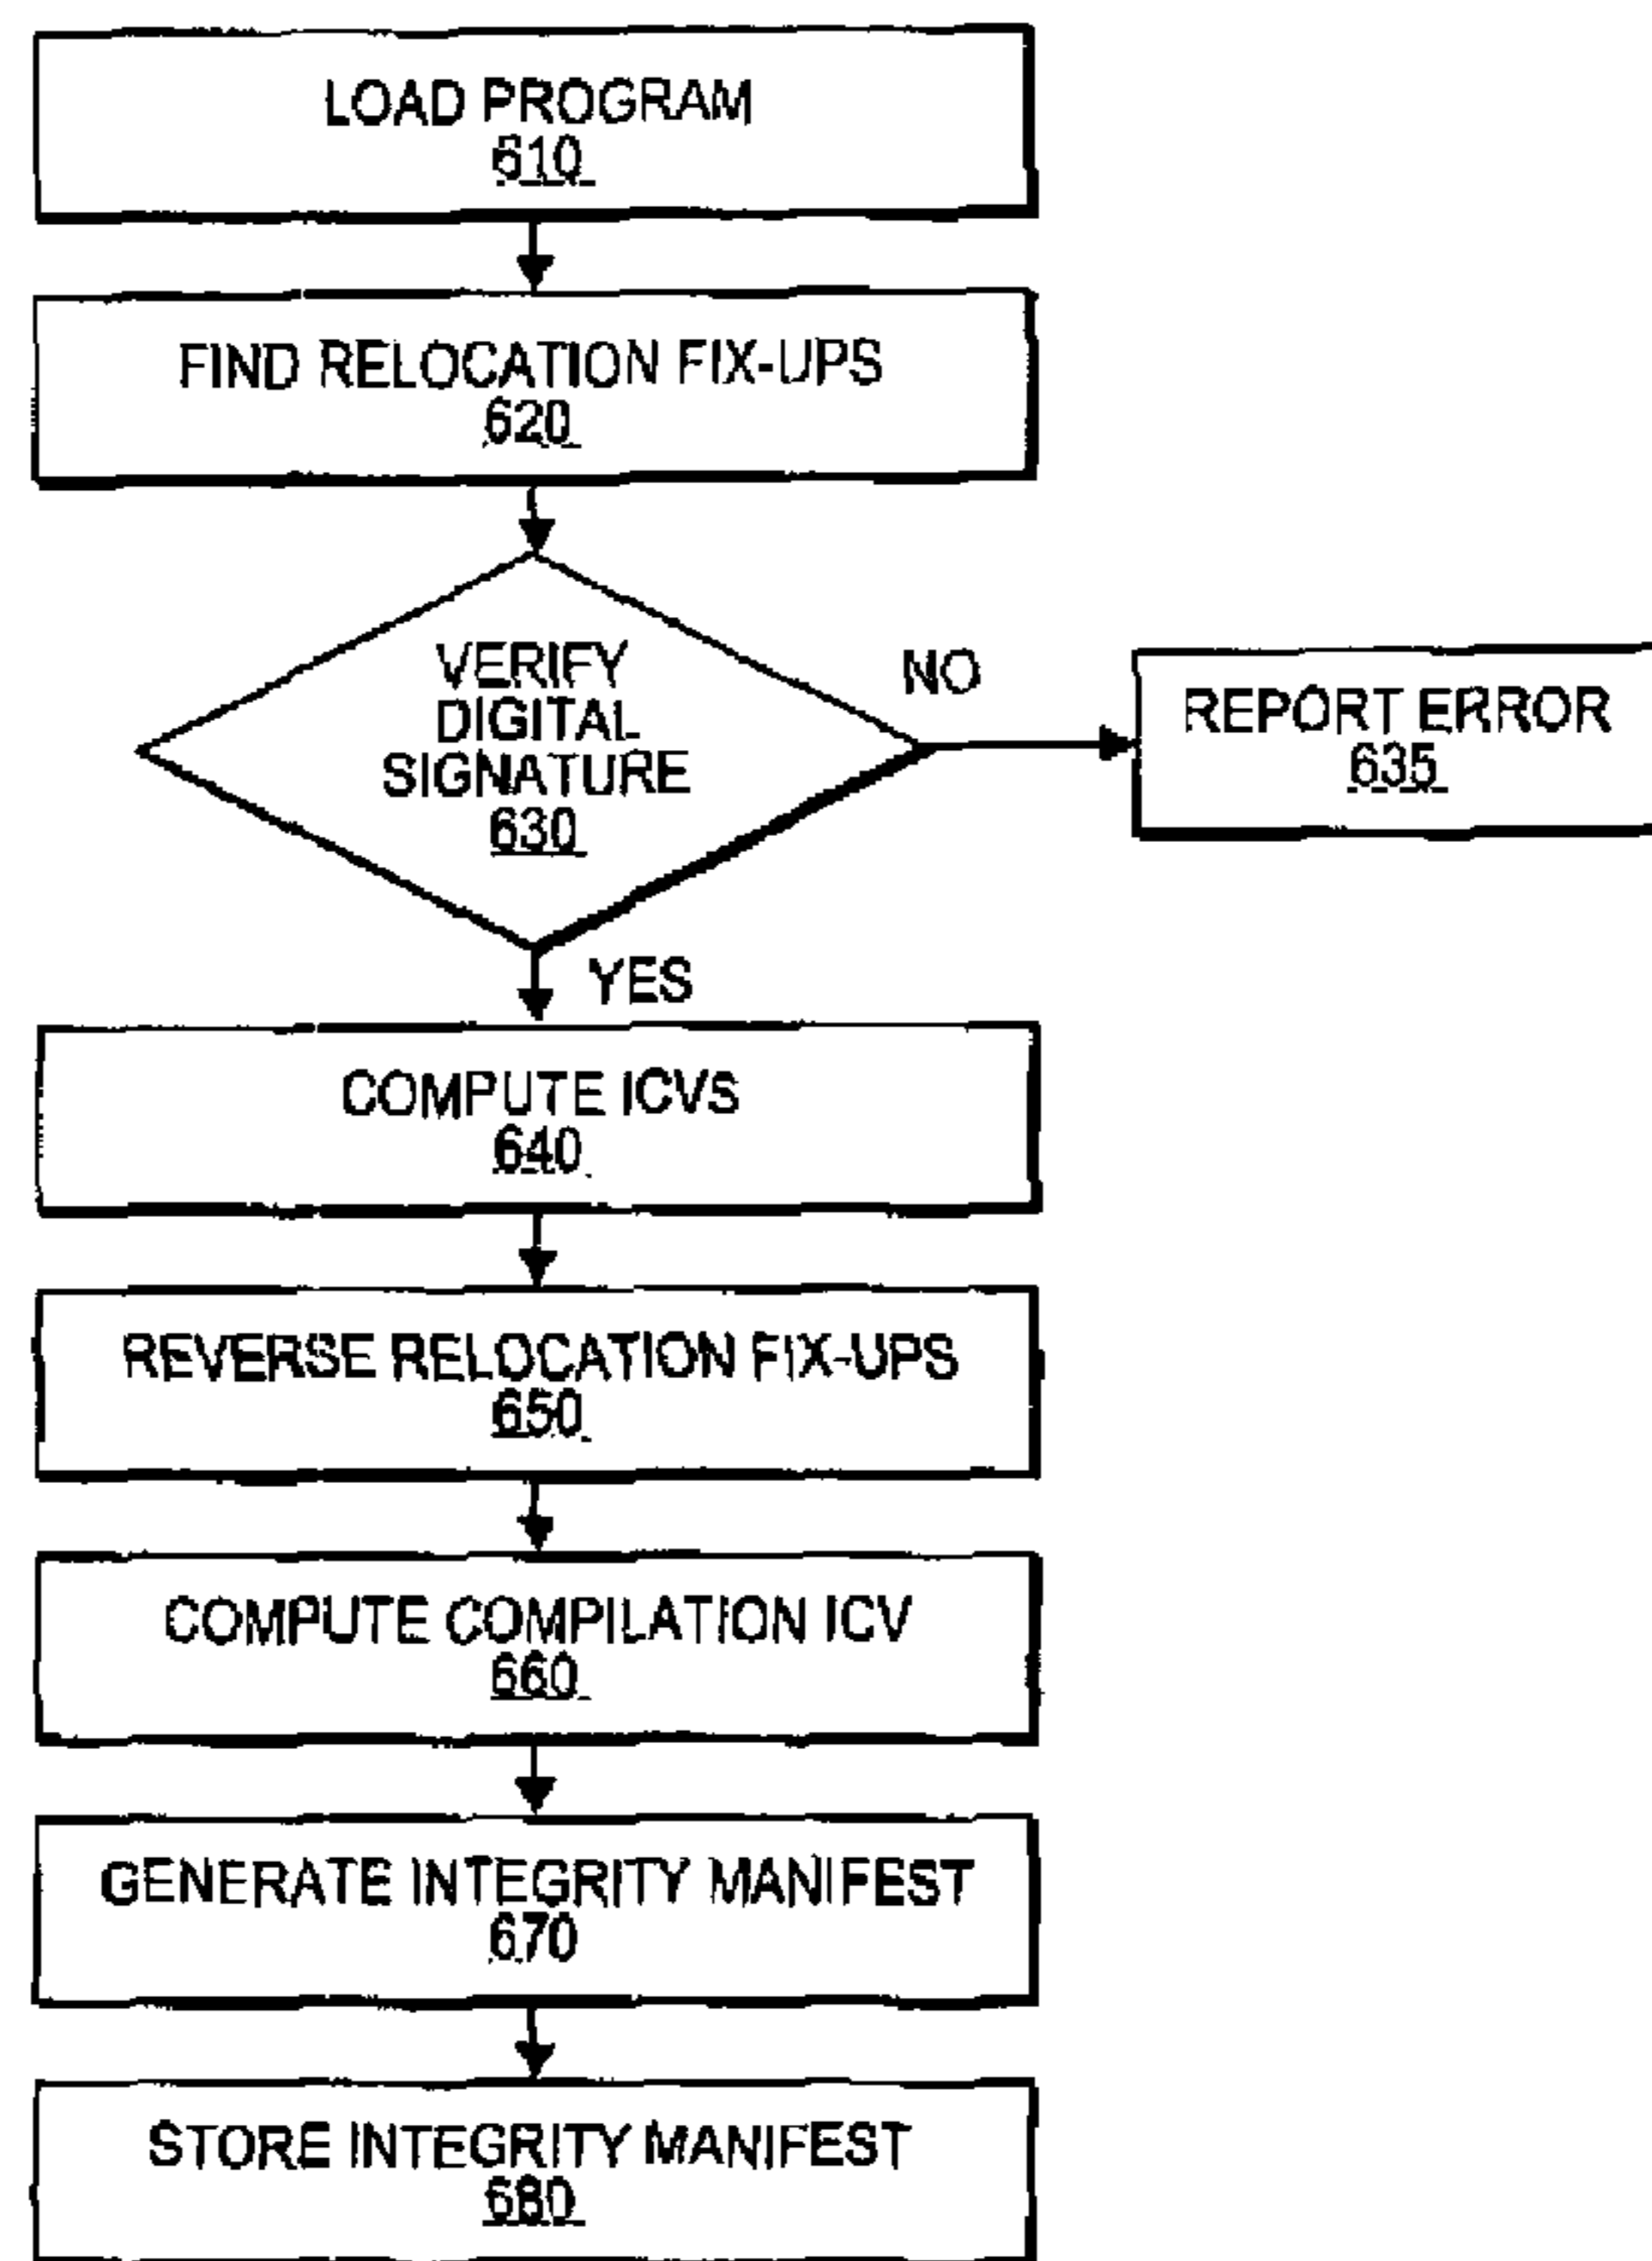 LOAD PROGRAM
610
FIND RELOCATION FIX-UPS
620
VERIFY
DIGITAL
SIGNATURE
630
NO
REPORT ERROR
635
YES
COMPUTE ICVS
640
REVERSE RELOCATION FIX-UPS
650
COMPUTE COMPILATION ICV
660
GENERATE INTEGRITY MANIFEST
670
STORE INTEGRITY MANIFEST
680